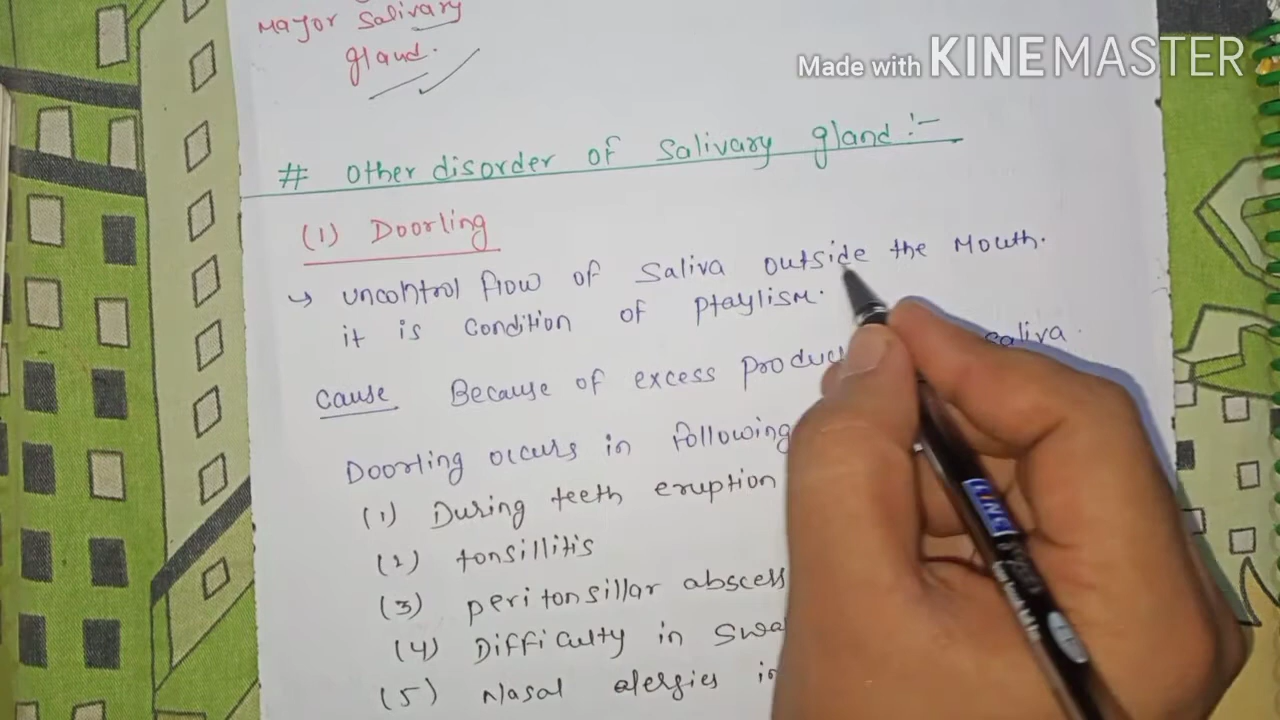 Major Salivary
gland.
Made with KINEMASTER
# Other disorder of Salivary gland :-
(1) Doorling
→ uncontrol flow of Saliva outside the Mouth.
it is condition of ptaylism.
Cause Because of excess produc saliva.
Doorling occurs in following
(1) During teeth eruption
(2) tonsillitis
(3) peritonsillar abscess
(4) Difficulty in swa
(5) Nasal alergies in
LINC